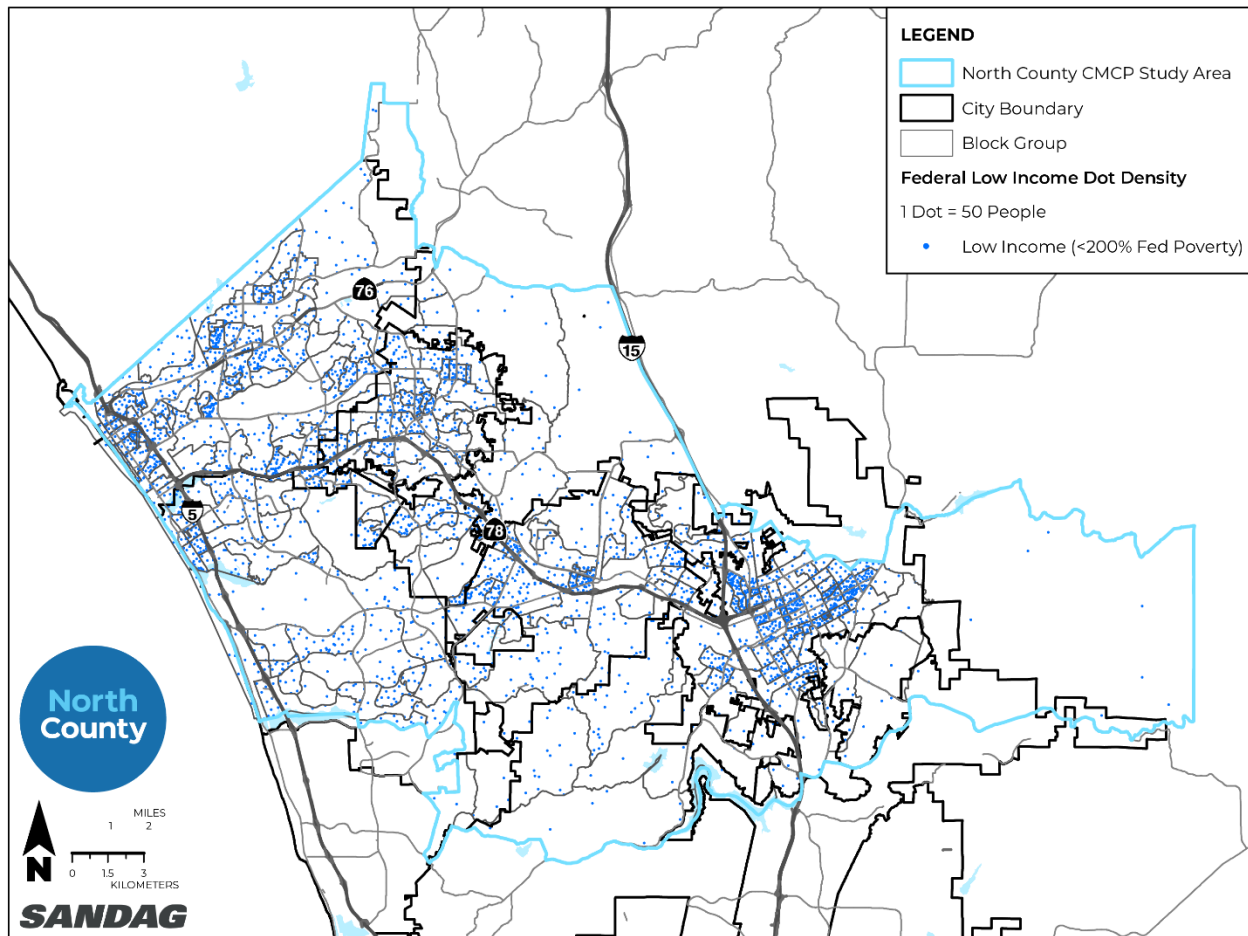 LEGEND
North County CMCP Study Area
City Boundary
Block Group
Federal Low Income Dot Density
1 Dot = 50 People
Low Income (<200% Fed Poverty)
76
15
5
78
North
County
MILES
1 2
N
0 1.5 3
KILOMETERS
SANDAG